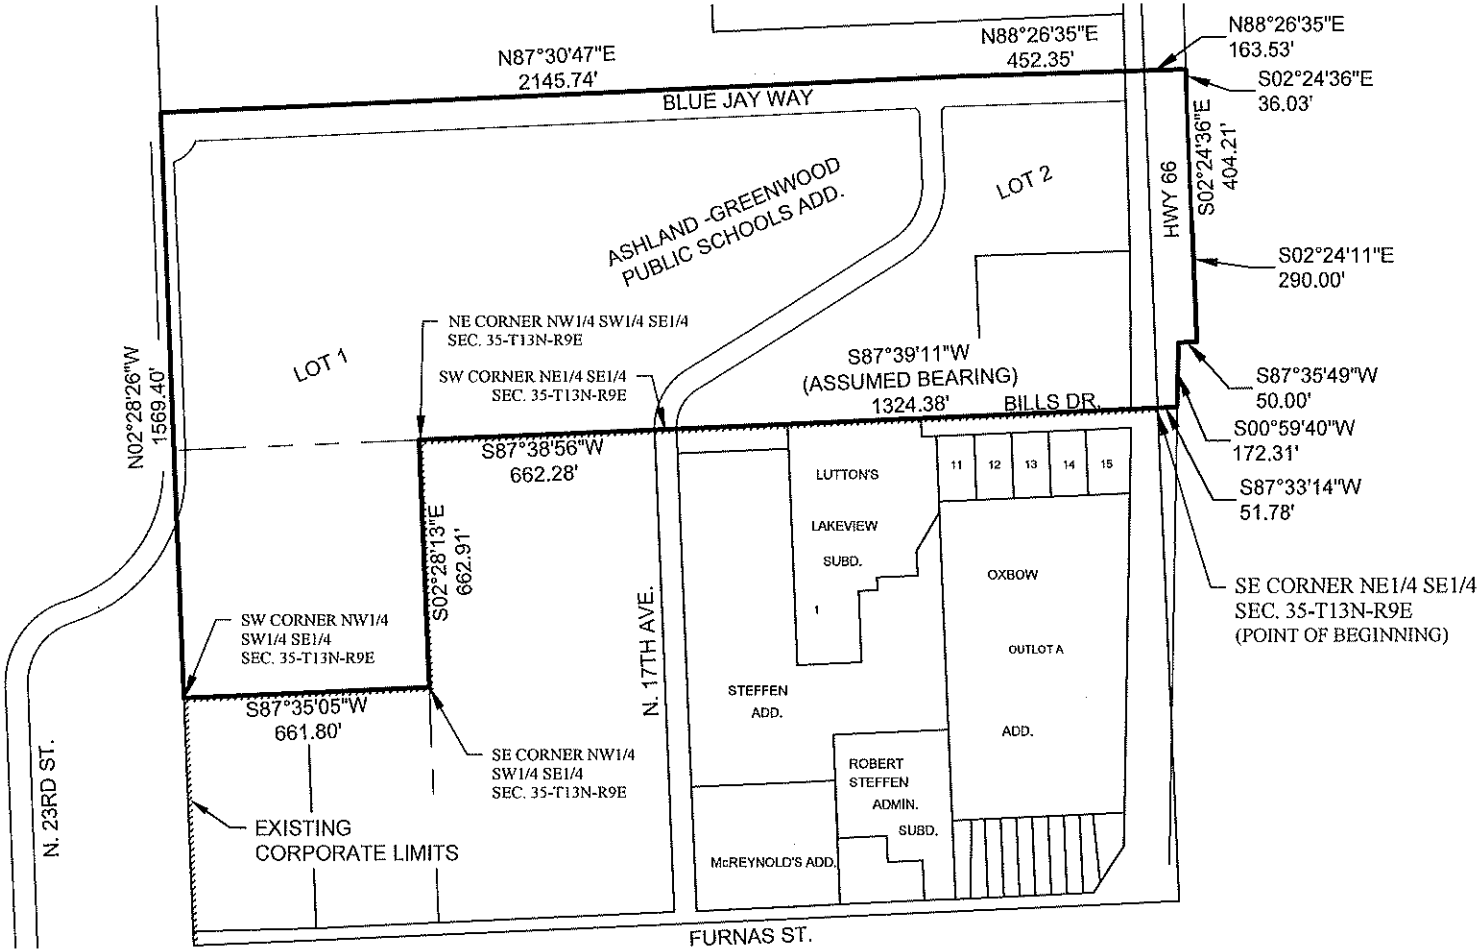 N87°30'47"E
2145.74'
N88°26'35"E
452.35'
N88°26'35"E
163.53'
S02°24'36"E
36.03'
BLUE JAY WAY
S02°24'36"E
404.21'
HWY 66
LOT 2
ASHLAND -GREENWOOD
PUBLIC SCHOOLS ADD.
S02°24'11"E
290.00'
NE CORNER NW1/4 SW1/4 SE1/4
SEC. 35-T13N-R9E
LOT 1
SW CORNER NE1/4 SE1/4
SEC. 35-T13N-R9E
S87°39'11"W
(ASSUMED BEARING)
1324.38'
BILLS DR.
S87°35'49"W
50.00'
S00°59'40"W
172.31'
S87°33'14"W
51.78'
N02°28'26"W
1569.40'
S87°38'56"W
662.28'
LUTTON'S
LAKEVIEW
SUBD.
1
11
12
13
14
15
S02°28'13"E
662.91'
OXBOW
OUTLOT A
ADD.
SE CORNER NE1/4 SE1/4
SEC. 35-T13N-R9E
(POINT OF BEGINNING)
SW CORNER NW1/4
SW1/4 SE1/4
SEC. 35-T13N-R9E
N. 17TH AVE.
S87°35'05"W
661.80'
STEFFEN
ADD.
SE CORNER NW1/4
SW1/4 SE1/4
SEC. 35-T13N-R9E
ROBERT
STEFFEN
ADMIN.
SUBD.
N. 23RD ST.
EXISTING
CORPORATE LIMITS
McREYNOLD'S ADD.
FURNAS ST.